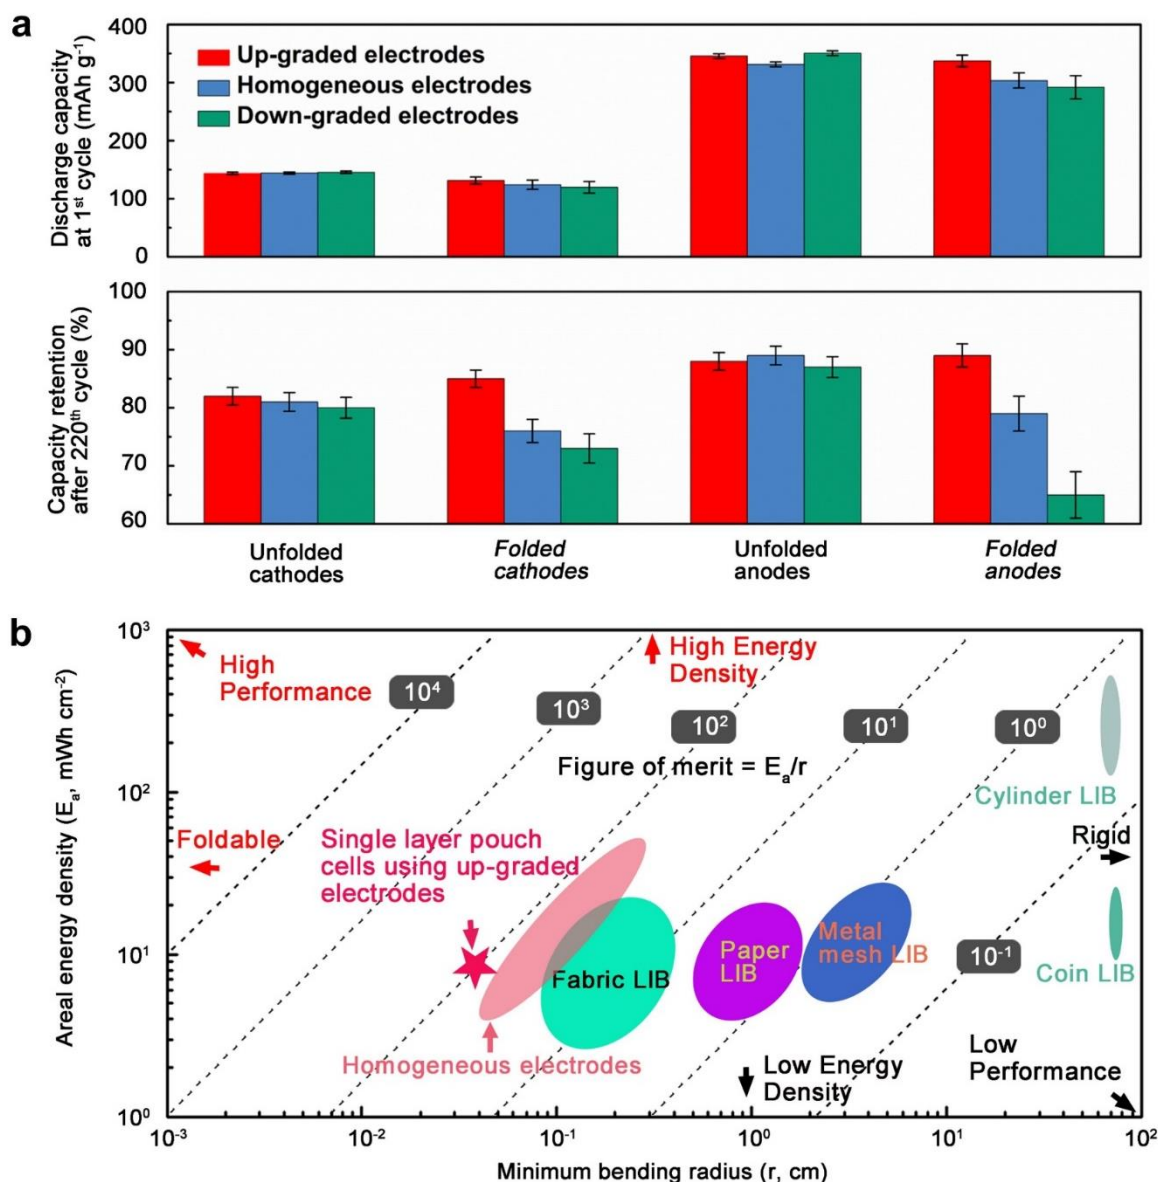 a
400
300
200
100
0
Discharge capacity
at 1st cycle (mAh g-1)
Up-graded electrodes
Homogeneous electrodes
Down-graded electrodes
100
90
80
70
60
Capacity retention
after 220th cycle (%)
Unfolded
cathodes
Folded
cathodes
Unfolded
anodes
Folded
anodes
b
10³
10²
10¹
10⁰
Areal energy density (Eₐ, mWh cm⁻²)
High
Performance
High Energy
Density
10⁴
10³
10²
10¹
10⁰
Figure of merit = Eₐ/r
Cylinder LIB
Foldable
Single layer pouch
cells using up-graded
electrodes
Rigid
Fabric LIB
Paper
LIB
Metal
mesh LIB
10⁻¹
Coin LIB
Homogeneous electrodes
Low Energy
Density
Low
Performance
10⁻³
10⁻²
10⁻¹
10⁰
10¹
10²
Minimum bending radius (r, cm)